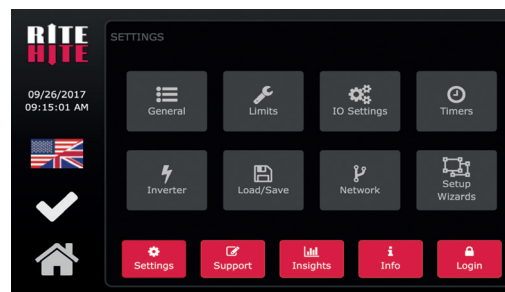 RITE
HITE
09/26/2017
09:15:01 AM
SETTINGS
General
Limits
IO Settings
Timers
Inverter
Load/Save
Network
Setup
Wizards
Settings
Support
Insights
Info
Login